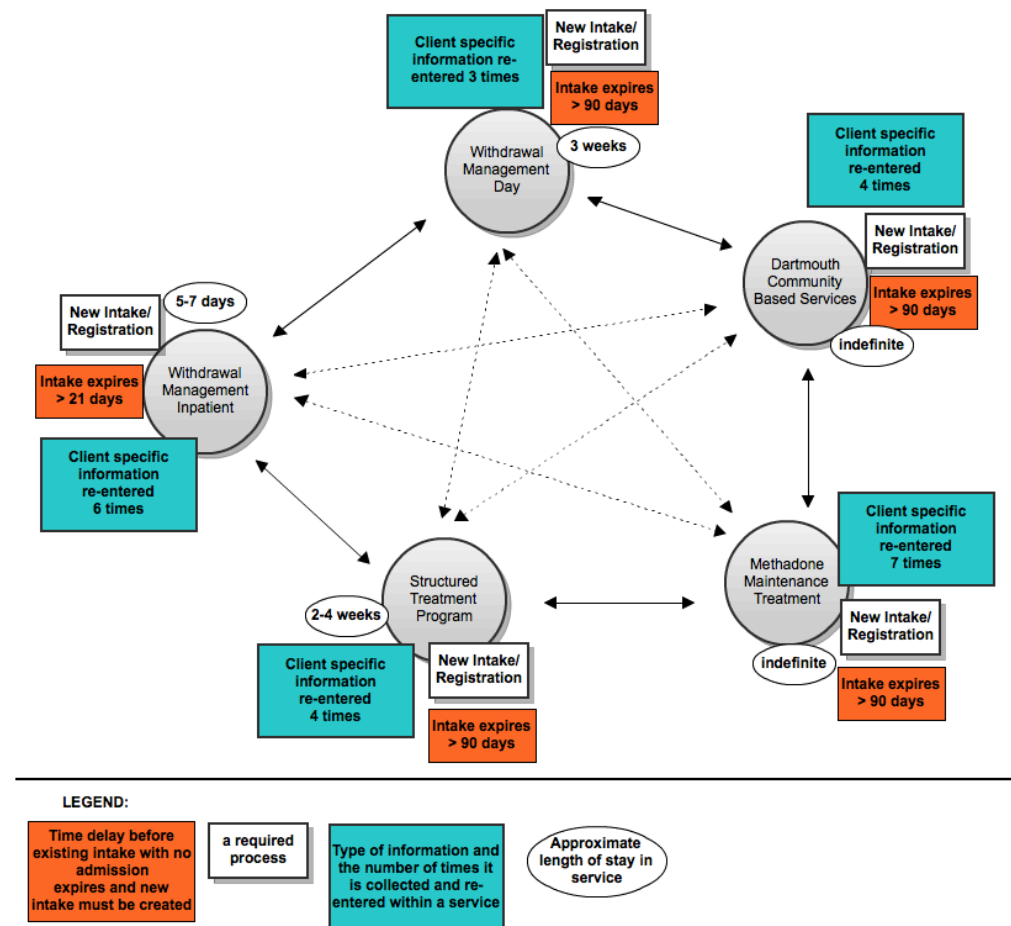 Client specific
information re-
entered 3 times
New Intake/
Registration
Intake expires
> 90 days
3 weeks
Withdrawal
Management
Day
Client specific
information
re-entered
4 times
New Intake/
Registration
Dartmouth
Community
Based Services
Intake expires
> 90 days
indefinite
5-7 days
New Intake/
Registration
Withdrawal
Management
Inpatient
Intake expires
> 21 days
Client specific
information
re-entered
6 times
Client specific
information
re-entered
7 times
Methadone
Maintenance
Treatment
New Intake/
Registration
indefinite
Intake expires
> 90 days
Structured
Treatment
Program
2-4 weeks
Client specific
information
re-entered
4 times
New Intake/
Registration
Intake expires
> 90 days
LEGEND:
Time delay before
existing intake with no
admission
expires and new
intake must be created
a required
process
Type of information and
the number of times it
is collected and re-
entered within a service
Approximate
length of stay in
service